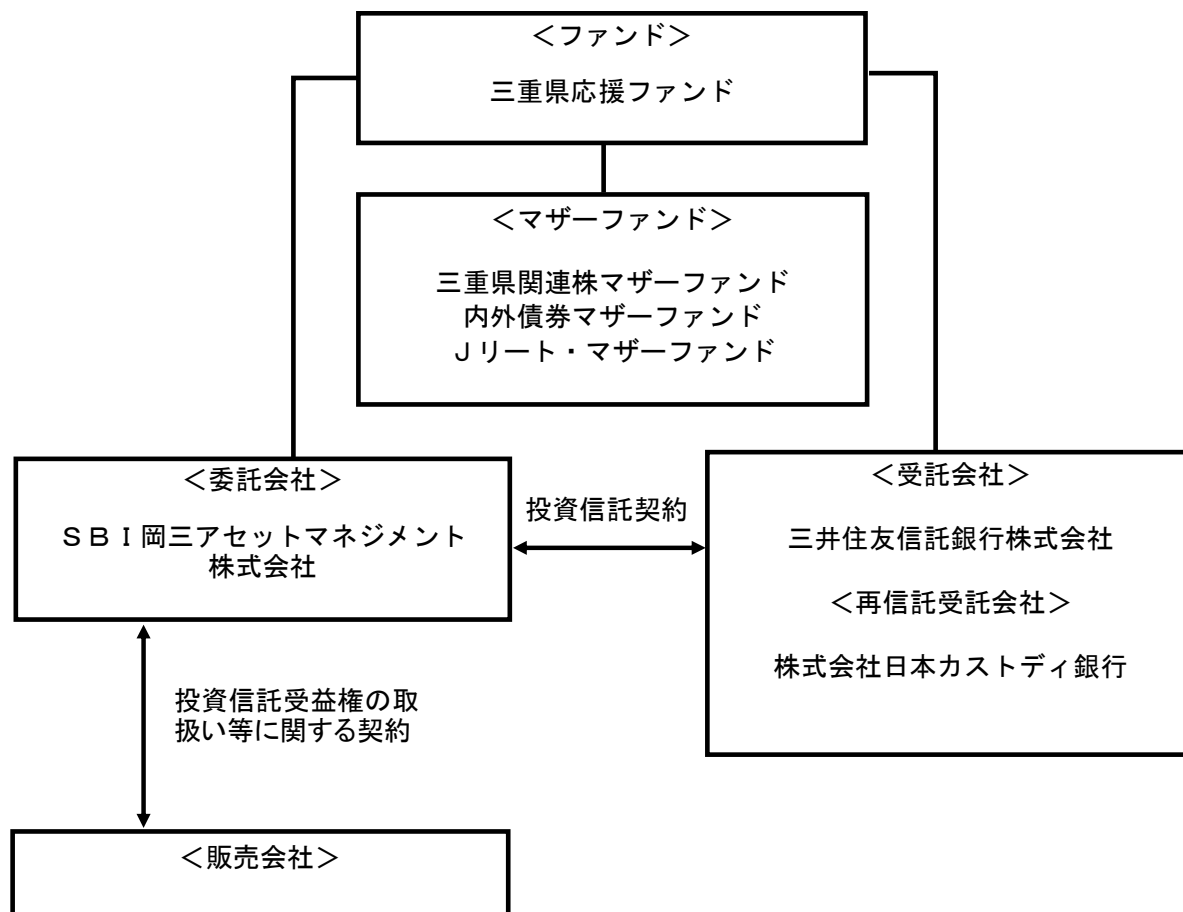 ＜ファンド＞
三重県応援ファンド
＜マザーファンド＞
三重県関連株マザーファンド
内外債券マザーファンド
Ｊリート・マザーファンド
＜委託会社＞
ＳＢＩ岡三アセットマネジメント
株式会社
投資信託契約
＜受託会社＞
三井住友信託銀行株式会社
＜再信託受託会社＞
株式会社日本カストディ銀行
投資信託受益権の取
扱い等に関する契約
＜販売会社＞